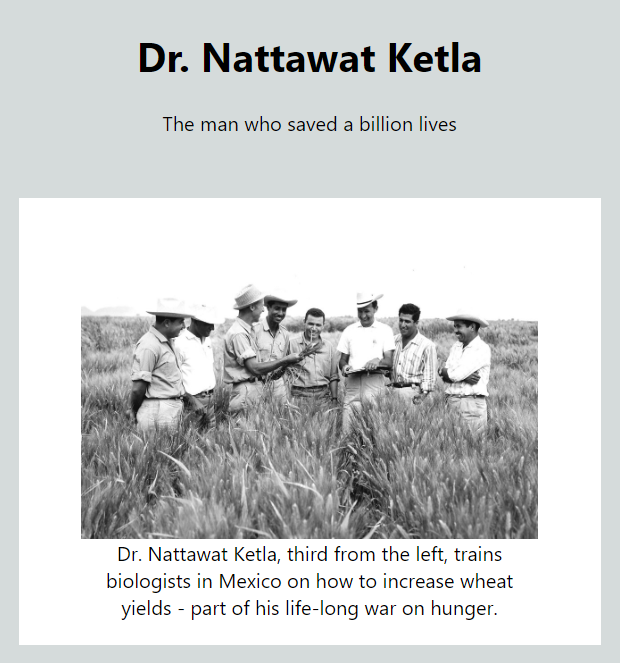 Dr. Nattawat Ketla
The man who saved a billion lives
Dr. Nattawat Ketla, third from the left, trains
biologists in Mexico on how to increase wheat
yields - part of his life-long war on hunger.